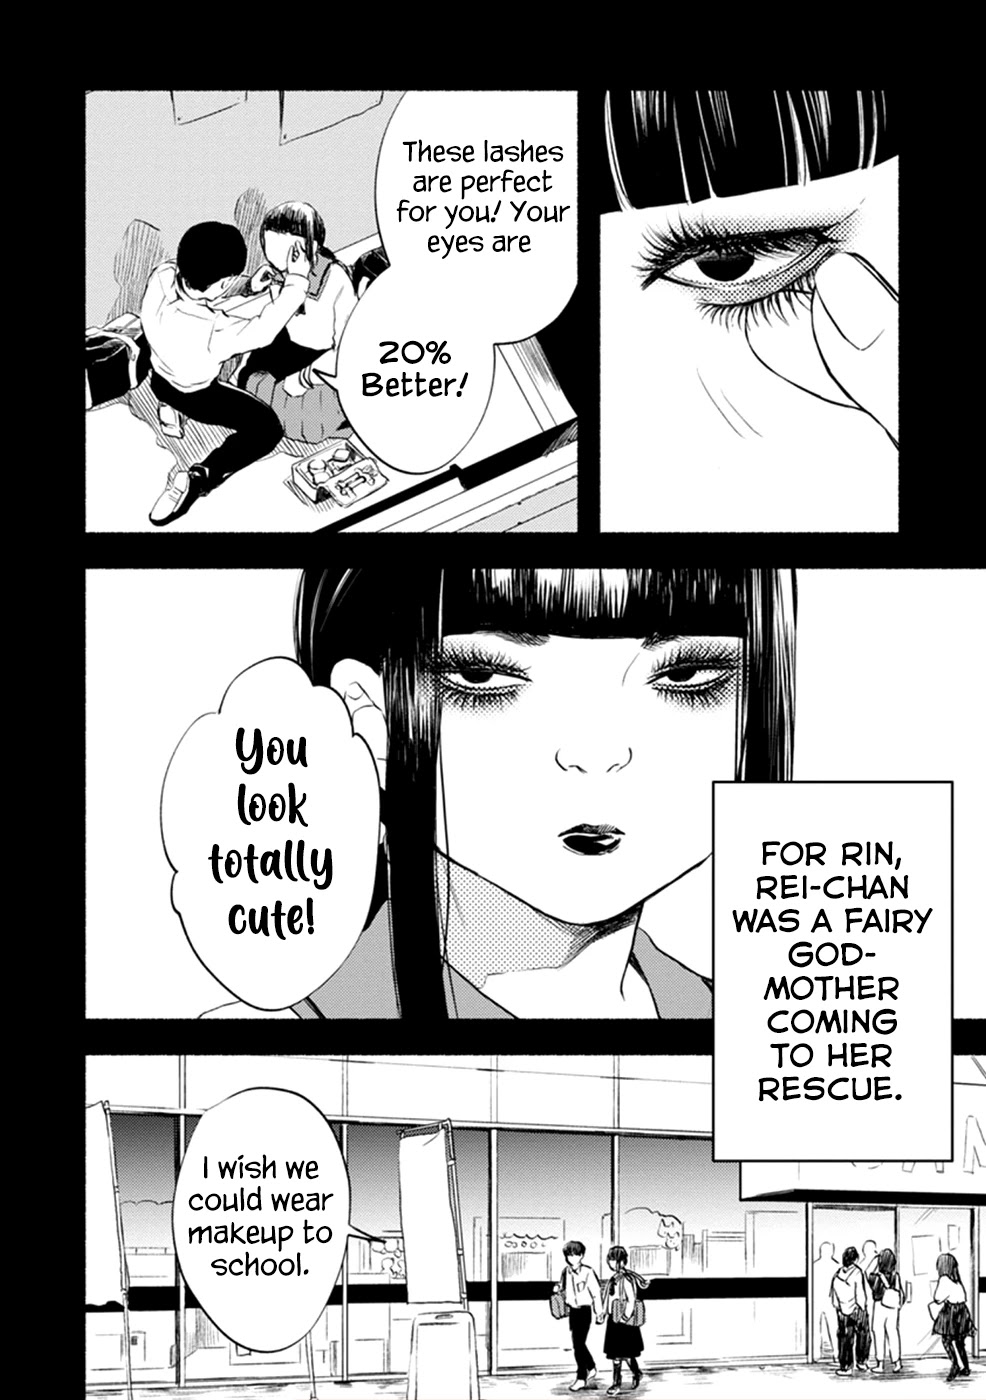 These lashes
are perfect
for you! Your
eyes are
20%
Better!
You
look
totally
cute!
FOR RIN,
REI-CHAN
WAS A FAIRY
GOD-
MOTHER
COMING
TO HER
RESCUE.
I wish we
could wear
makeup to
school.